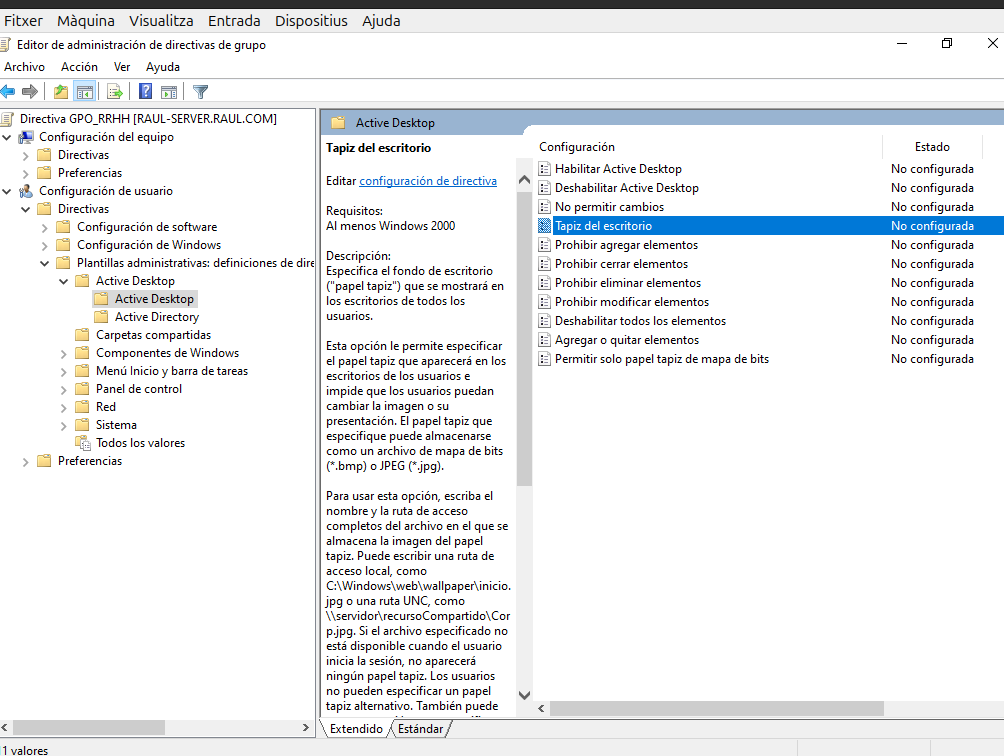 Fitxer Màquina Visualitza Entrada Dispositius Ajuda
Editor de administración de directivas de grupo
Archivo Acción Ver Ayuda
Directiva GPO_RRHH [RAUL-SERVER.RAUL.COM]
Configuración del equipo
Directivas
Preferencias
Configuración de usuario
Directivas
Configuración de software
Configuración de Windows
Plantillas administrativas: definiciones de dire
Active Desktop
Active Desktop
Active Directory
Carpetas compartidas
Componentes de Windows
Menú Inicio y barra de tareas
Panel de control
Red
Sistema
Todos los valores
Preferencias
Active Desktop
Tapiz del escritorio
Editar configuración de directiva
Requisitos:
Al menos Windows 2000
Descripción:
Especifica el fondo de escritorio
("papel tapiz") que se mostrará en
los escritorios de todos los
usuarios.
Esta opción le permite especificar
el papel tapiz que aparecerá en los
escritorios de los usuarios e
impide que los usuarios puedan
cambiar la imagen o su
presentación. El papel tapiz que
especifique puede almacenarse
como un archivo de mapa de bits
(*.bmp) o JPEG (*.jpg).
Para usar esta opción, escriba el
nombre y la ruta de acceso
completos del archivo en el que se
almacena la imagen del papel
tapiz. Puede escribir una ruta de
acceso local, como
C:\Windows\web\wallpaper\inicio.
jpg o una ruta UNC, como
\\servidor\recursoCompartido\Cor
p.jpg. Si el archivo especificado no
está disponible cuando el usuario
inicia la sesión, no aparecerá
ningún papel tapiz. Los usuarios
no pueden especificar un papel
tapiz alternativo. También puede
Configuración Estado
Habilitar Active Desktop No configurada
Deshabilitar Active Desktop No configurada
No permitir cambios No configurada
Tapiz del escritorio No configurada
Prohibir agregar elementos No configurada
Prohibir cerrar elementos No configurada
Prohibir eliminar elementos No configurada
Prohibir modificar elementos No configurada
Deshabilitar todos los elementos No configurada
Agregar o quitar elementos No configurada
Permitir solo papel tapiz de mapa de bits No configurada
Extendido Estándar
11 valores